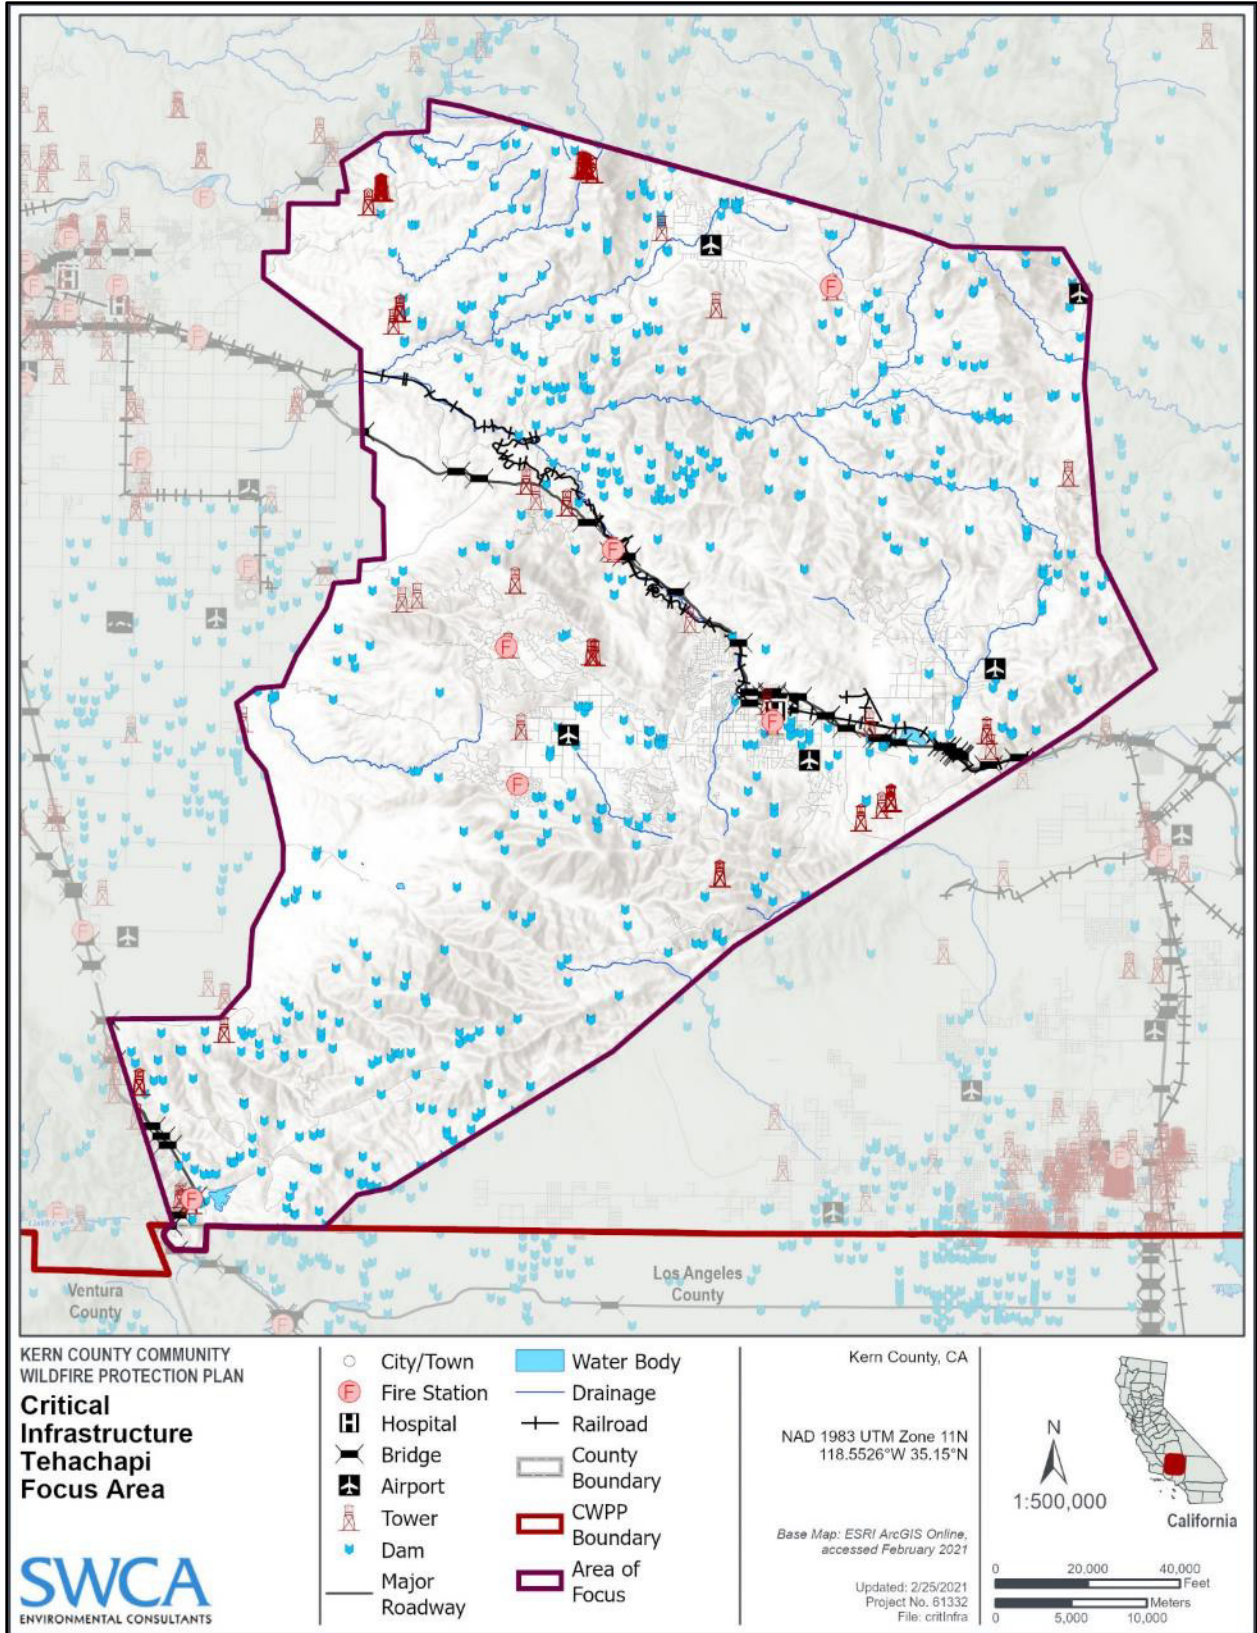 Ventura
County
Los Angeles
County
KERN COUNTY COMMUNITY
WILDFIRE PROTECTION PLAN
Critical
Infrastructure
Tehachapi
Focus Area
SWCA
ENVIRONMENTAL CONSULTANTS
City/Town
F Fire Station
H Hospital
Bridge
Airport
Tower
Dam
Major
Roadway
Water Body
Drainage
Railroad
County
Boundary
CWPP
Boundary
Area of
Focus
Kern County, CA
NAD 1983 UTM Zone 11N
118.5526°W 35.15°N
Base Map: ESRI ArcGIS Online,
accessed February 2021
Updated: 2/25/2021
Project No. 61332
File: critInfra
N
1:500,000
California
0 20,000 40,000
Feet
Meters
0 5,000 10,000